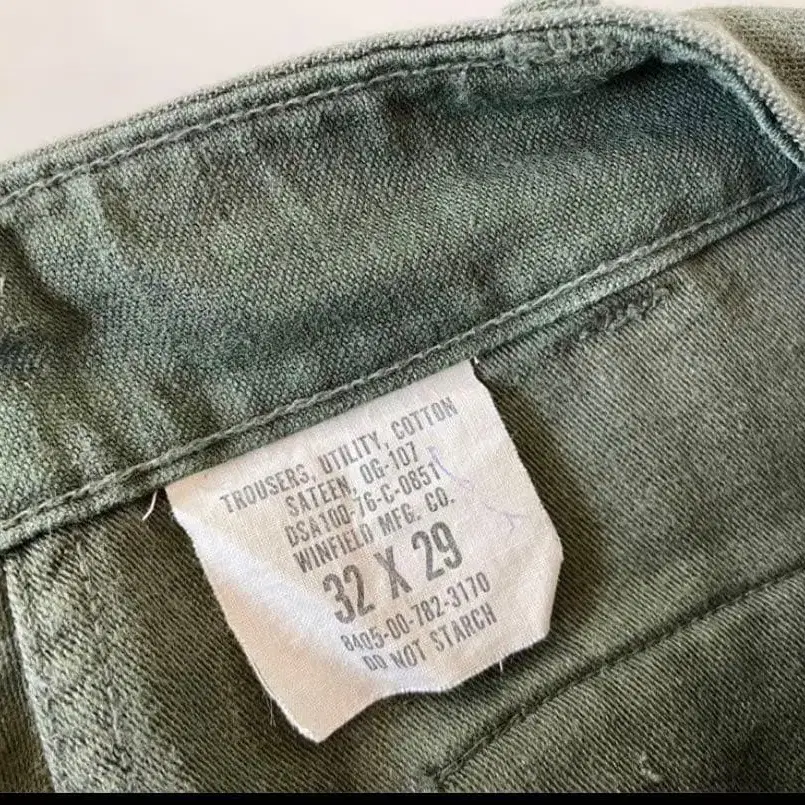 TROUSERS, UTILITY, COTTON
SATEEN, OG-107
DSA100-76-C-0851
WINFIELD MFG. CO.
32 X 29
8405-00-782-3170
DO NOT STARCH